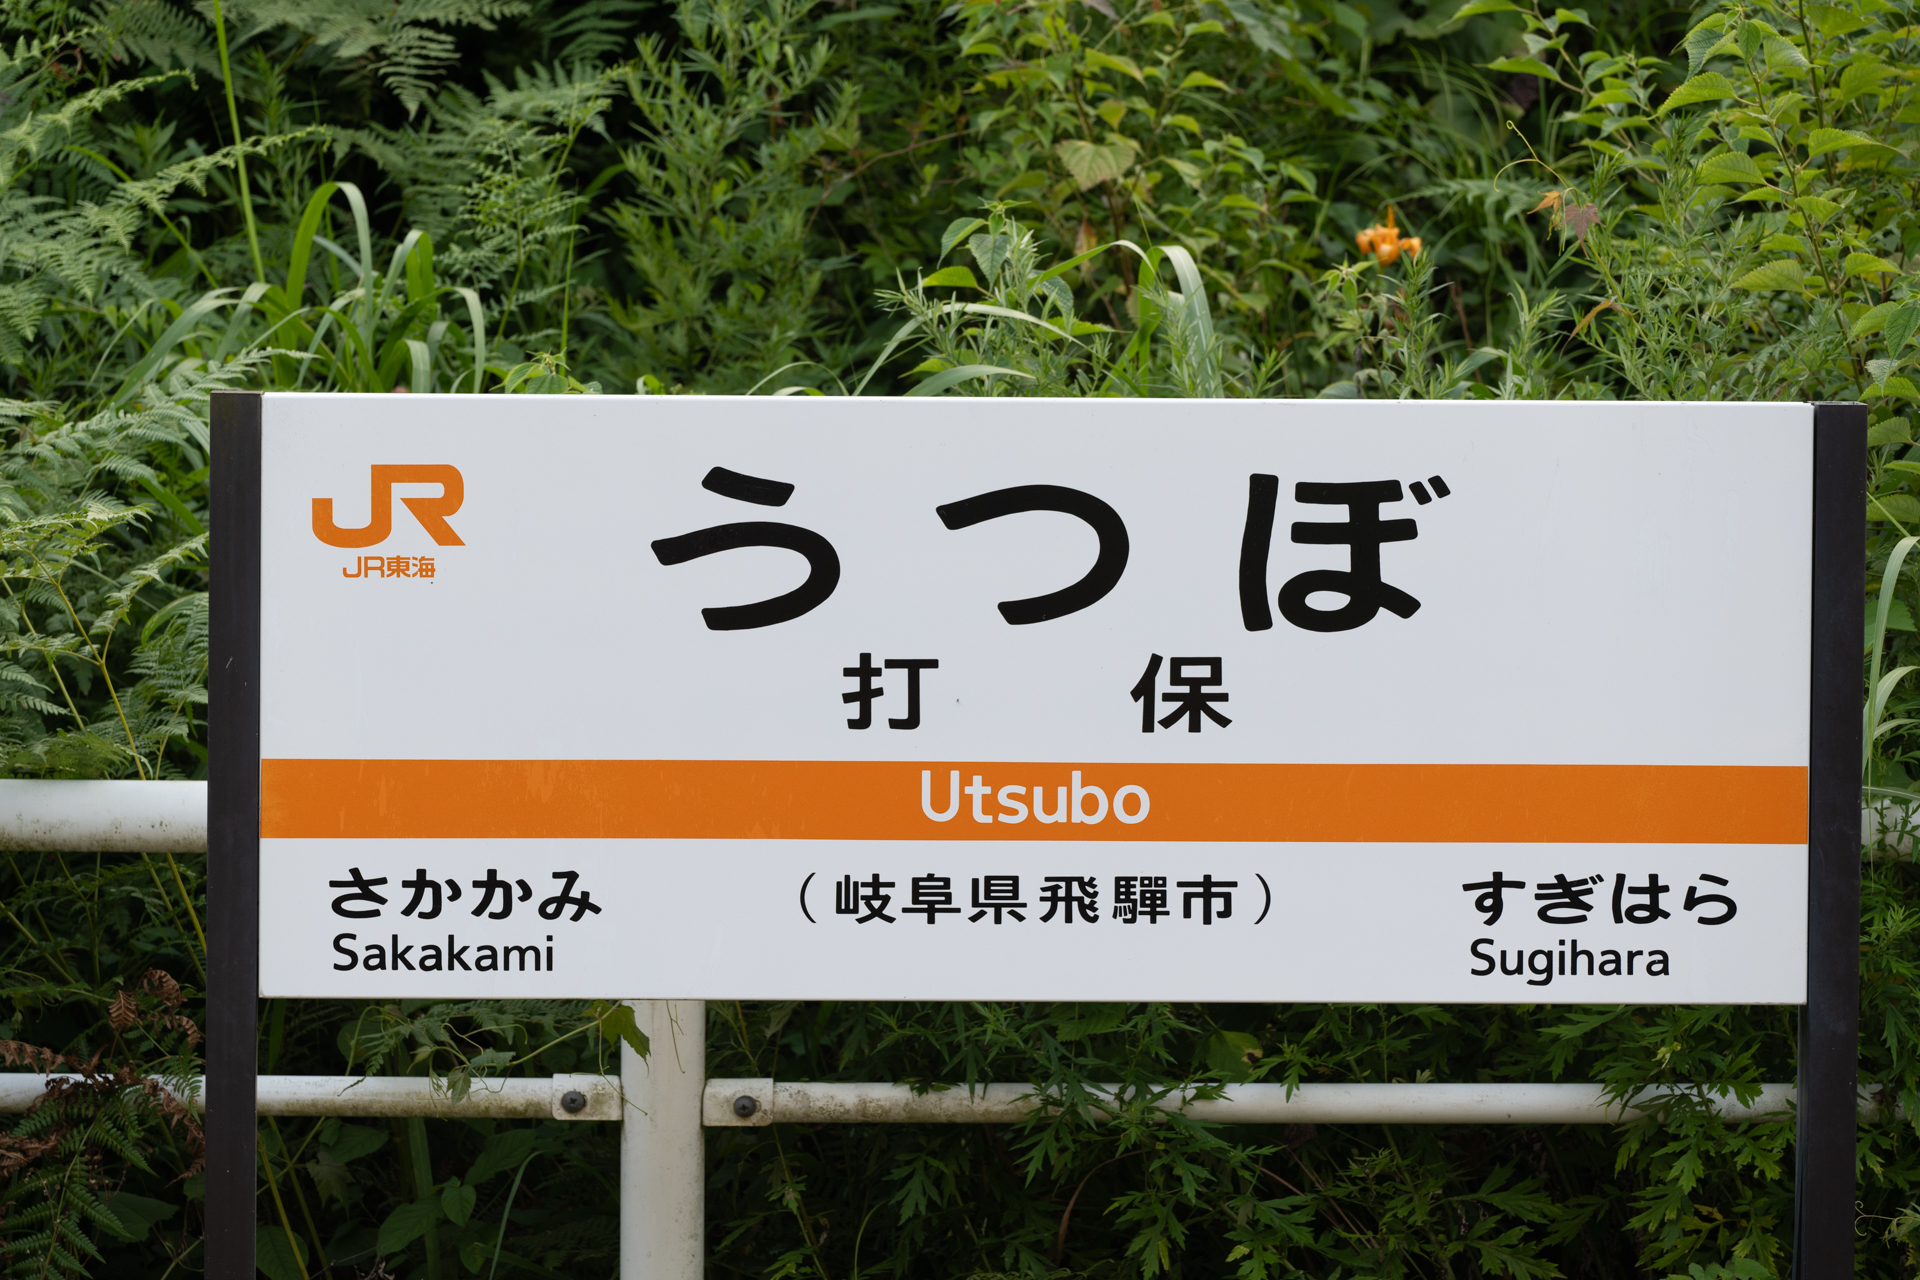 JR
JR東海
うつぼ
打保
Utsubo
さかかみ
Sakakami
（岐阜県飛驒市）
すぎはら
Sugihara